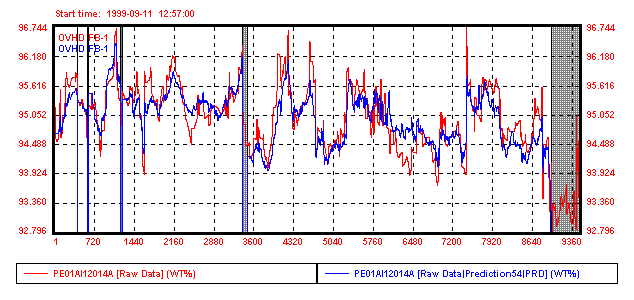 Start time: 1999-09-11 12:57:00
96.744 96.744
OVHD FB-1
OVHD FB-1
96.180 96.180
95.616 95.616
95.052 95.052
94.488 94.488
93.924 93.924
93.360 93.360
92.796 92.796
1 720 1440 2160 2880 3600 4320 5040 5760 6480 7200 7920 8640 9360
PE01AI12014A [Raw Data] (WT%) PE01AI12014A [Raw Data|Prediction54|PRD] (WT%)